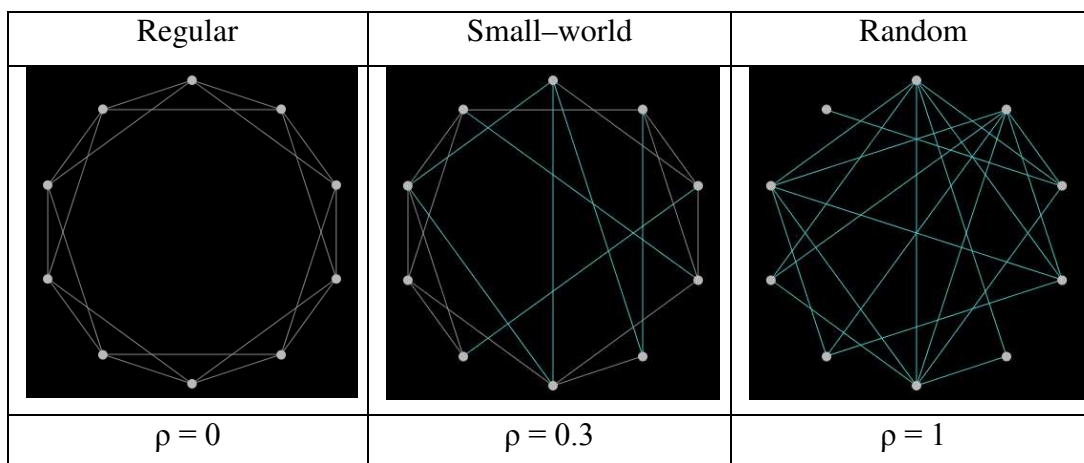 Regular Small–world Random
ρ = 0 ρ = 0.3 ρ = 1